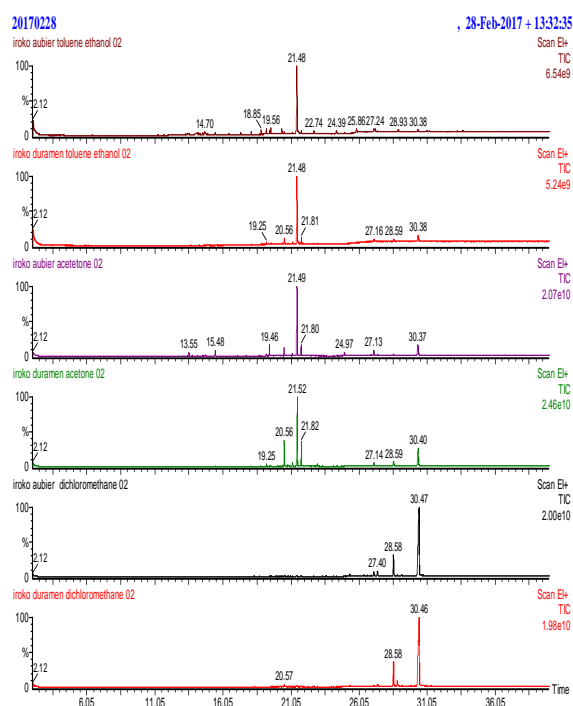 20170228 , 28-Feb-2017 + 13:32:35
iroko aubier toluene ethanol 02 Scan EI+
TIC
6.54e9
100
%
2.12 14.70 18.85 19.56 21.48 22.74 24.39 25.86 27.24 28.93 30.38
iroko duramen toluene ethanol 02 Scan EI+
TIC
5.24e9
100
%
2.12 19.25 20.56 21.48 21.81 27.16 28.59 30.38
iroko aubier acetetone 02 Scan EI+
TIC
2.07e10
100
%
2.12 13.55 15.48 19.46 21.49 21.80 24.97 27.13 30.37
iroko duramen acetone 02 Scan EI+
TIC
2.46e10
100
%
2.12 19.25 20.56 21.52 21.82 27.14 28.59 30.40
iroko aubier dichloromethane 02 Scan EI+
TIC
2.00e10
100
%
2.12 27.40 28.58 30.47
iroko duramen dichloromethane 02 Scan EI+
TIC
1.98e10
100
%
2.12 20.57 28.58 30.46
Time
6.05 11.05 16.05 21.05 26.05 31.05 36.05